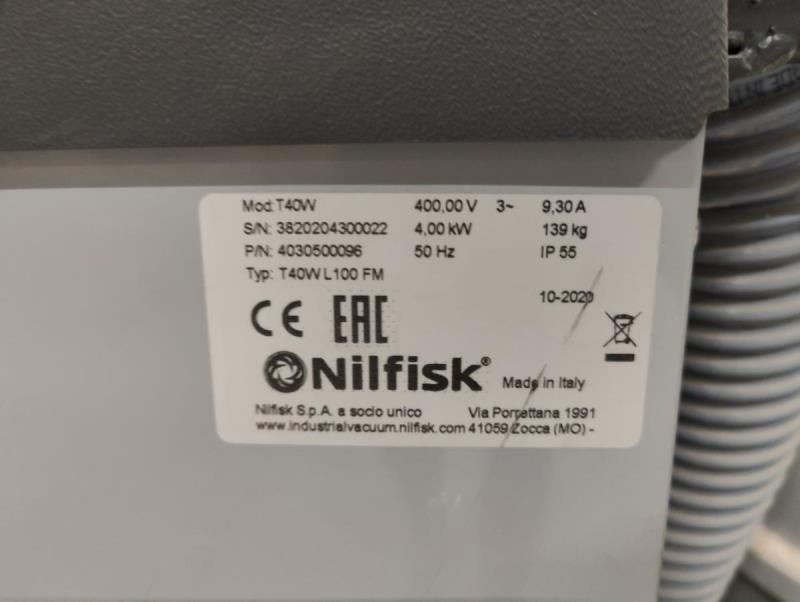 Mod: T40W 400,00 V 3~ 9,30 A
S/N: 3820204300022 4,00 kW 139 kg
P/N: 4030500096 50 Hz IP 55
Typ: T40W L100 FM
10-2020
CE EAC
Nilfisk® Made in Italy
Nilfisk S.p.A. a socio unico Via Porrettana 1991
www.industrialvacuum.nilfisk.com 41059 Zocca (MO) -